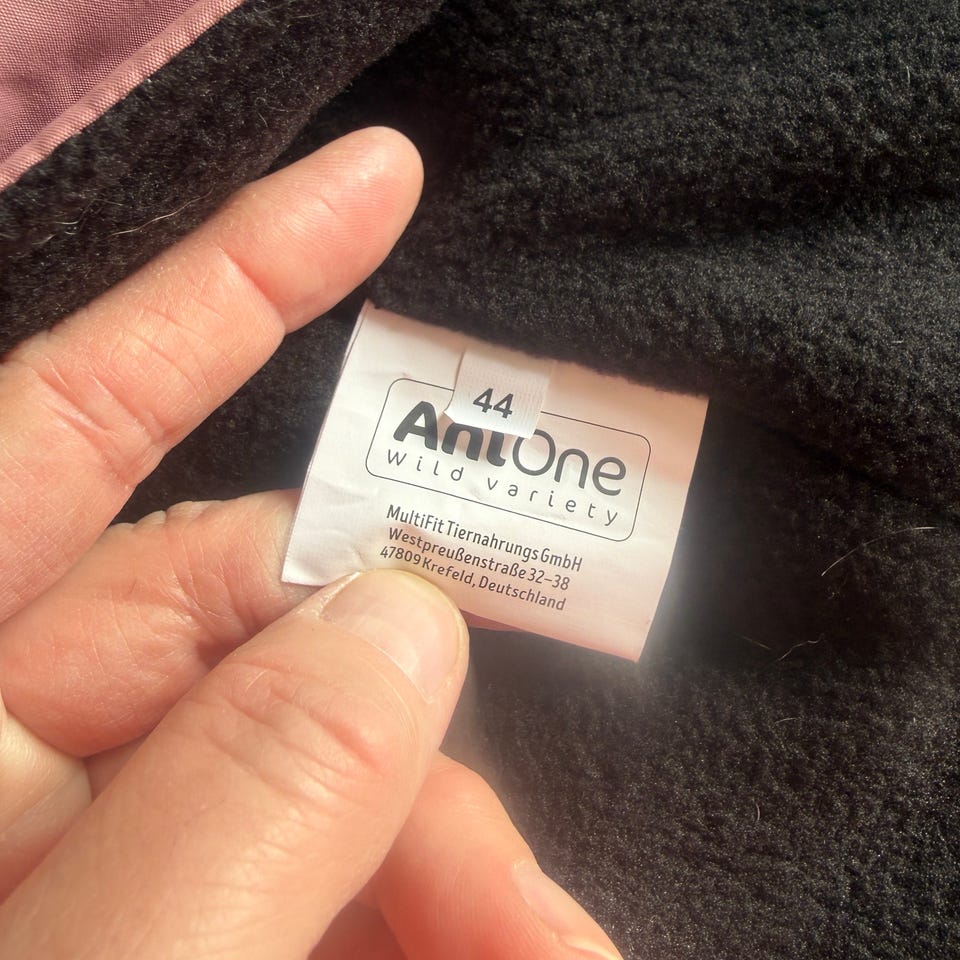 44
AniOne
Wild variety
MultiFit Tiernahrungs GmbH
Westpreußenstraße 32–38
47809 Krefeld, Deutschland